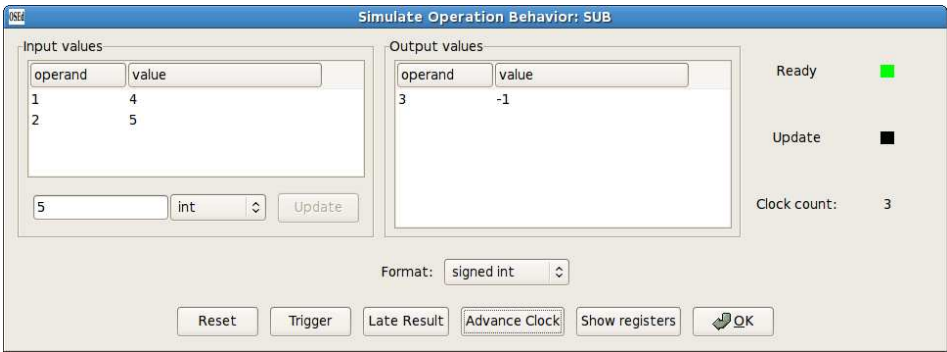 OSEd
Simulate Operation Behavior: SUB
Input values
operand value
1 4
2 5
5 int Update
Output values
operand value
3 -1
Ready
Update
Clock count: 3
Format: signed int
Reset Trigger Late Result Advance Clock Show registers OK